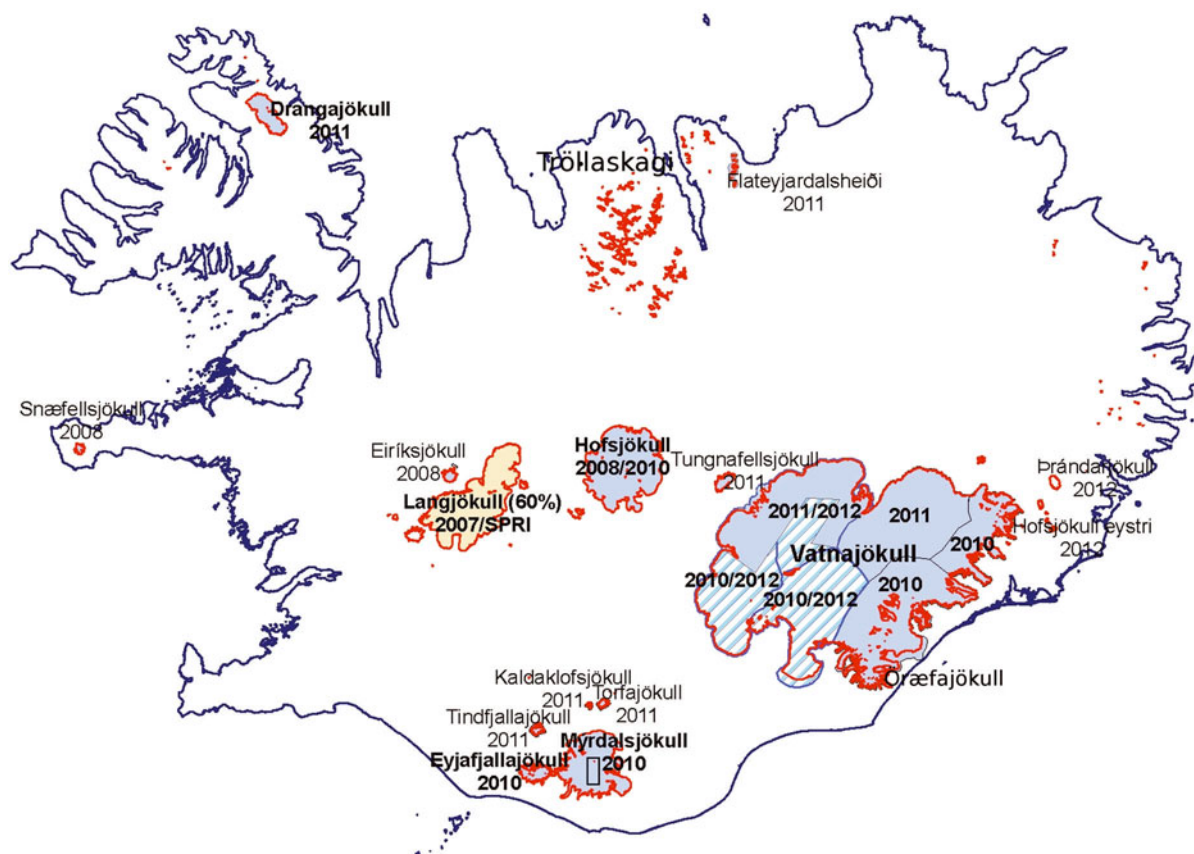 Drangajökull
2011
Tröllaskagi
Flateyjardalsheiði
2011
Snæfellsjökull
2008
Eiríksjökull
2008
Langjökull (60%)
2007/SPRI
Hofsjökull
2008/2010
Tungnafellsjökull
2011
Þrándarjökull
2012
Hofsjökull eystri
2012
2011/2012
2011
Vatnajökull
2010
2010/2012
2010/2012
2010
Öræfajökull
Kaldaklofsjökull
2011
Torfajökull
2011
Tindfjallajökull
2011
Myrdalsjökull
2010
Eyjafjallajökull
2010